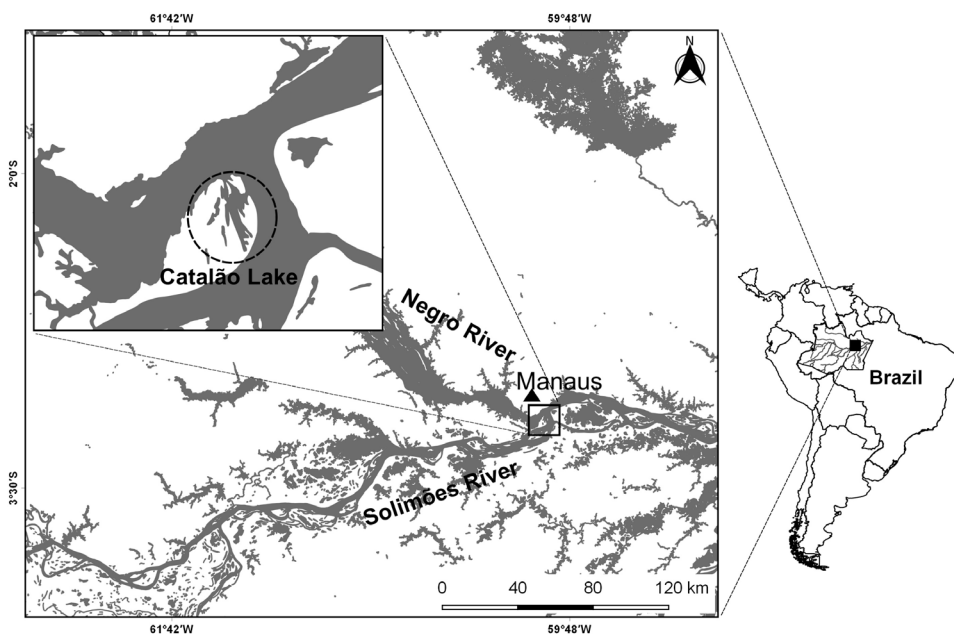 61°42′W
59°48′W
N
2°0′S
Catalão Lake
Negro River
Manaus
Brazil
3°30′S
Solimões River
0 40 80 120 km
61°42′W
59°48′W